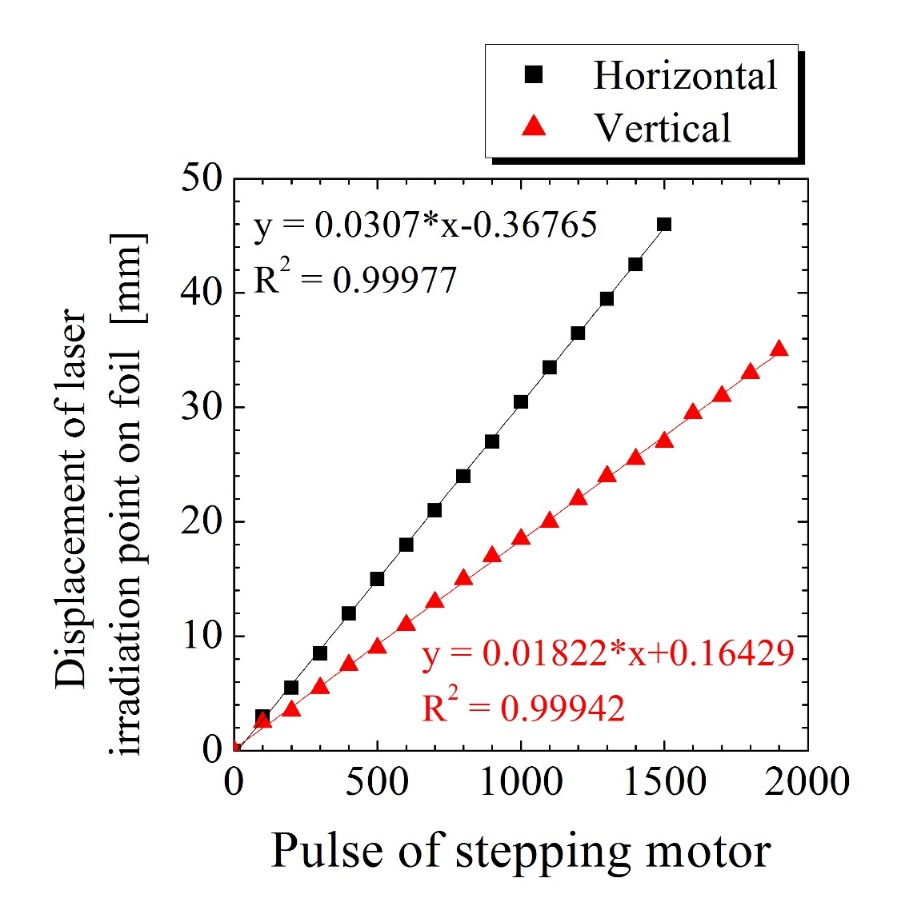 Horizontal
Vertical
50
40
30
20
10
0
y = 0.0307*x-0.36765
R² = 0.99977
y = 0.01822*x+0.16429
R² = 0.99942
Displacement of laser
irradiation point on foil [mm]
0 500 1000 1500 2000
Pulse of stepping motor